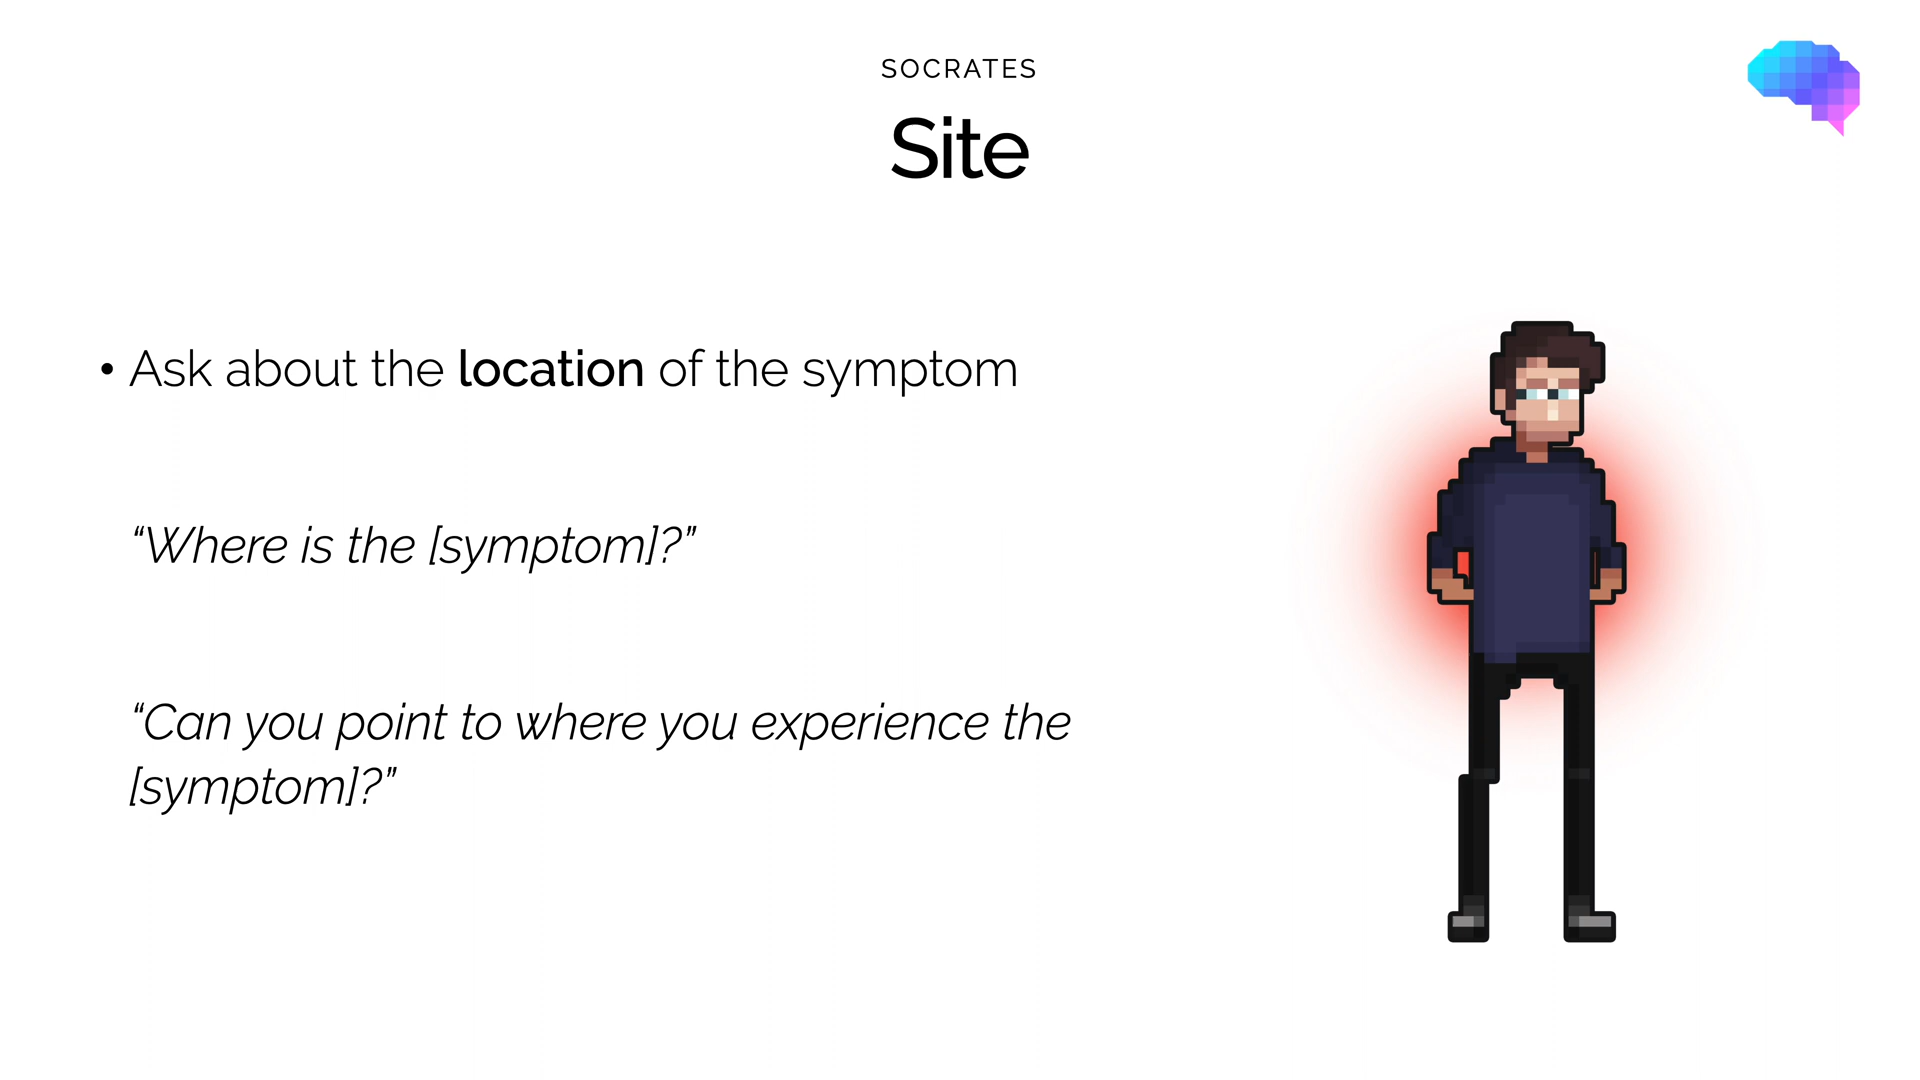 SOCRATES
Site
• Ask about the location of the symptom
“Where is the [symptom]?”
“Can you point to where you experience the
[symptom]?”